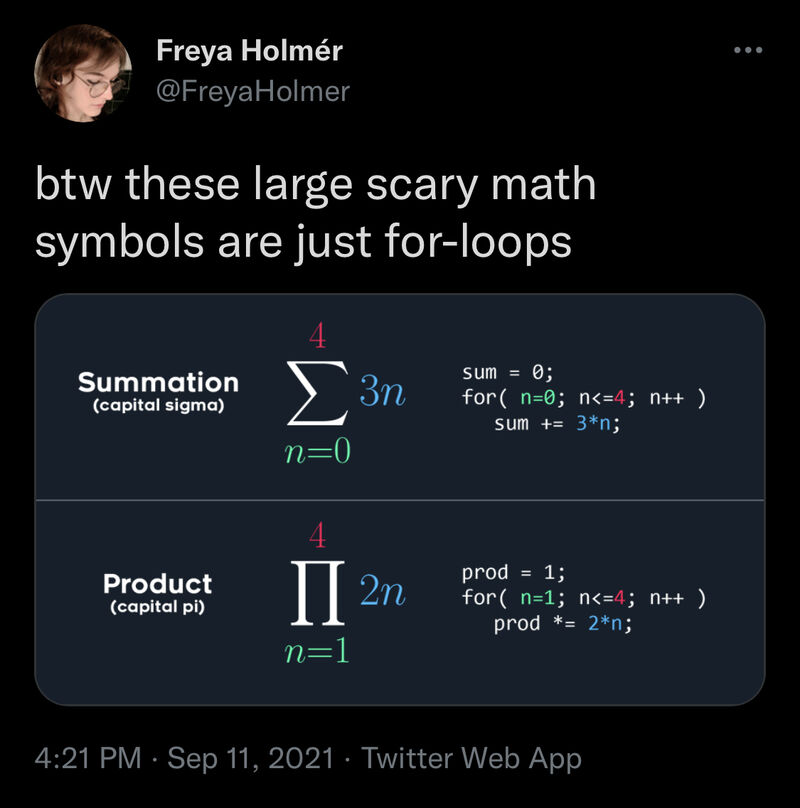 Freya Holmér
@FreyaHolmer
btw these large scary math
symbols are just for-loops
Summation
(capital sigma)
4
∑ 3n
n=0
sum = 0;
for( n=0; n<=4; n++ )
sum += 3*n;
Product
(capital pi)
4
∏ 2n
n=1
prod = 1;
for( n=1; n<=4; n++ )
prod *= 2*n;
4:21 PM · Sep 11, 2021 · Twitter Web App